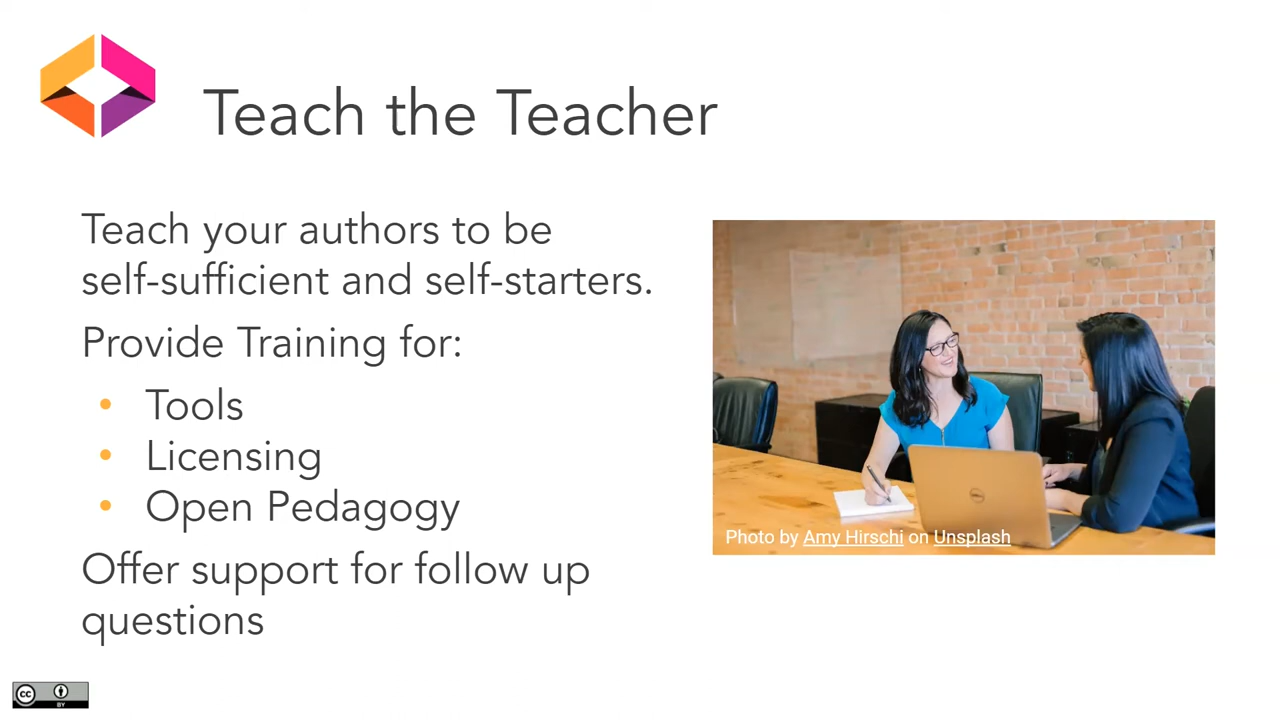 Teach the Teacher
Teach your authors to be
self-sufficient and self-starters.
Provide Training for:
• Tools
• Licensing
• Open Pedagogy
Offer support for follow up
questions
Photo by Amy Hirschi on Unsplash
CC
BY